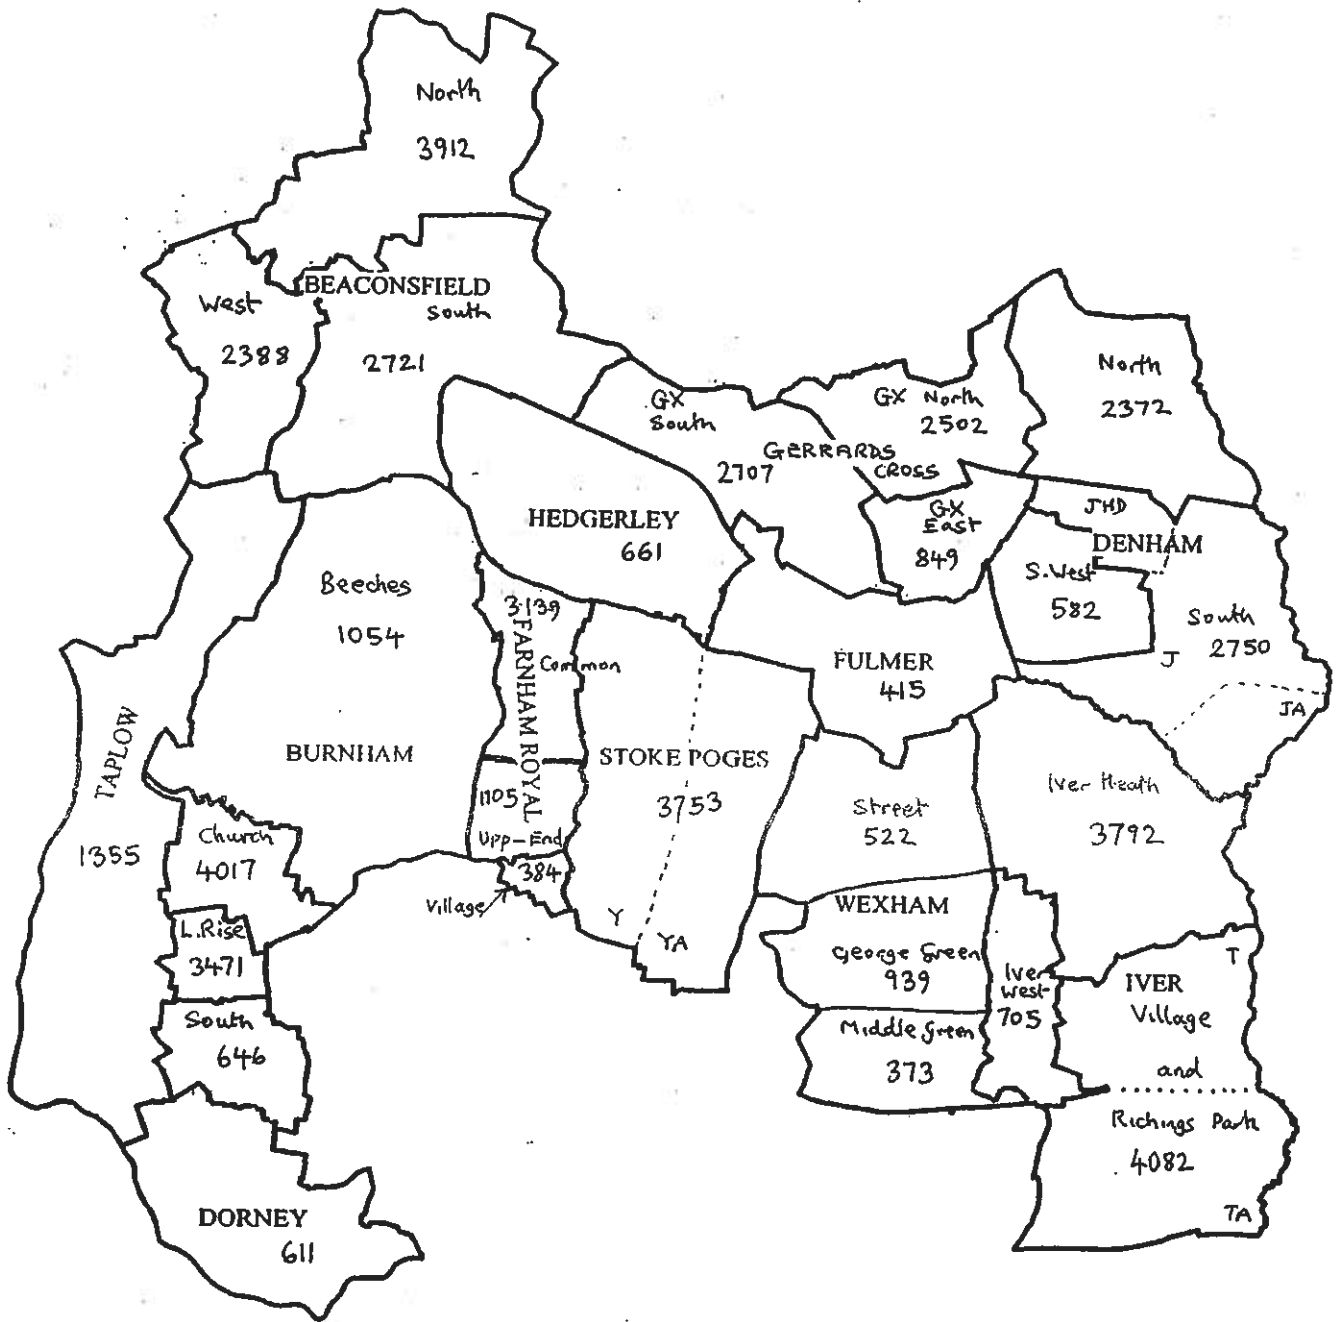 North
3912
BEACONSFIELD
West
2388
South
2721
GX
South
2707
GX North
2502
GERRARDS
CROSS
GX
East
849
North
2372
JHD
DENHAM
S.West
582
South
2750
J
JA
HEDGERLEY
661
Beeches
1054
BURNHAM
3139
FARNHAM ROYAL
Common
1105
Upp-End
384
Village
STOKE POGES
3753
Y
YA
FULMER
415
TAPLOW
1355
Church
4017
L.Rise
3471
South
646
DORNEY
611
Street
522
WEXHAM
George Green
939
Middle Green
373
Iver Heath
3792
Iver
West
705
T
IVER
Village
and
Richings Park
4082
TA